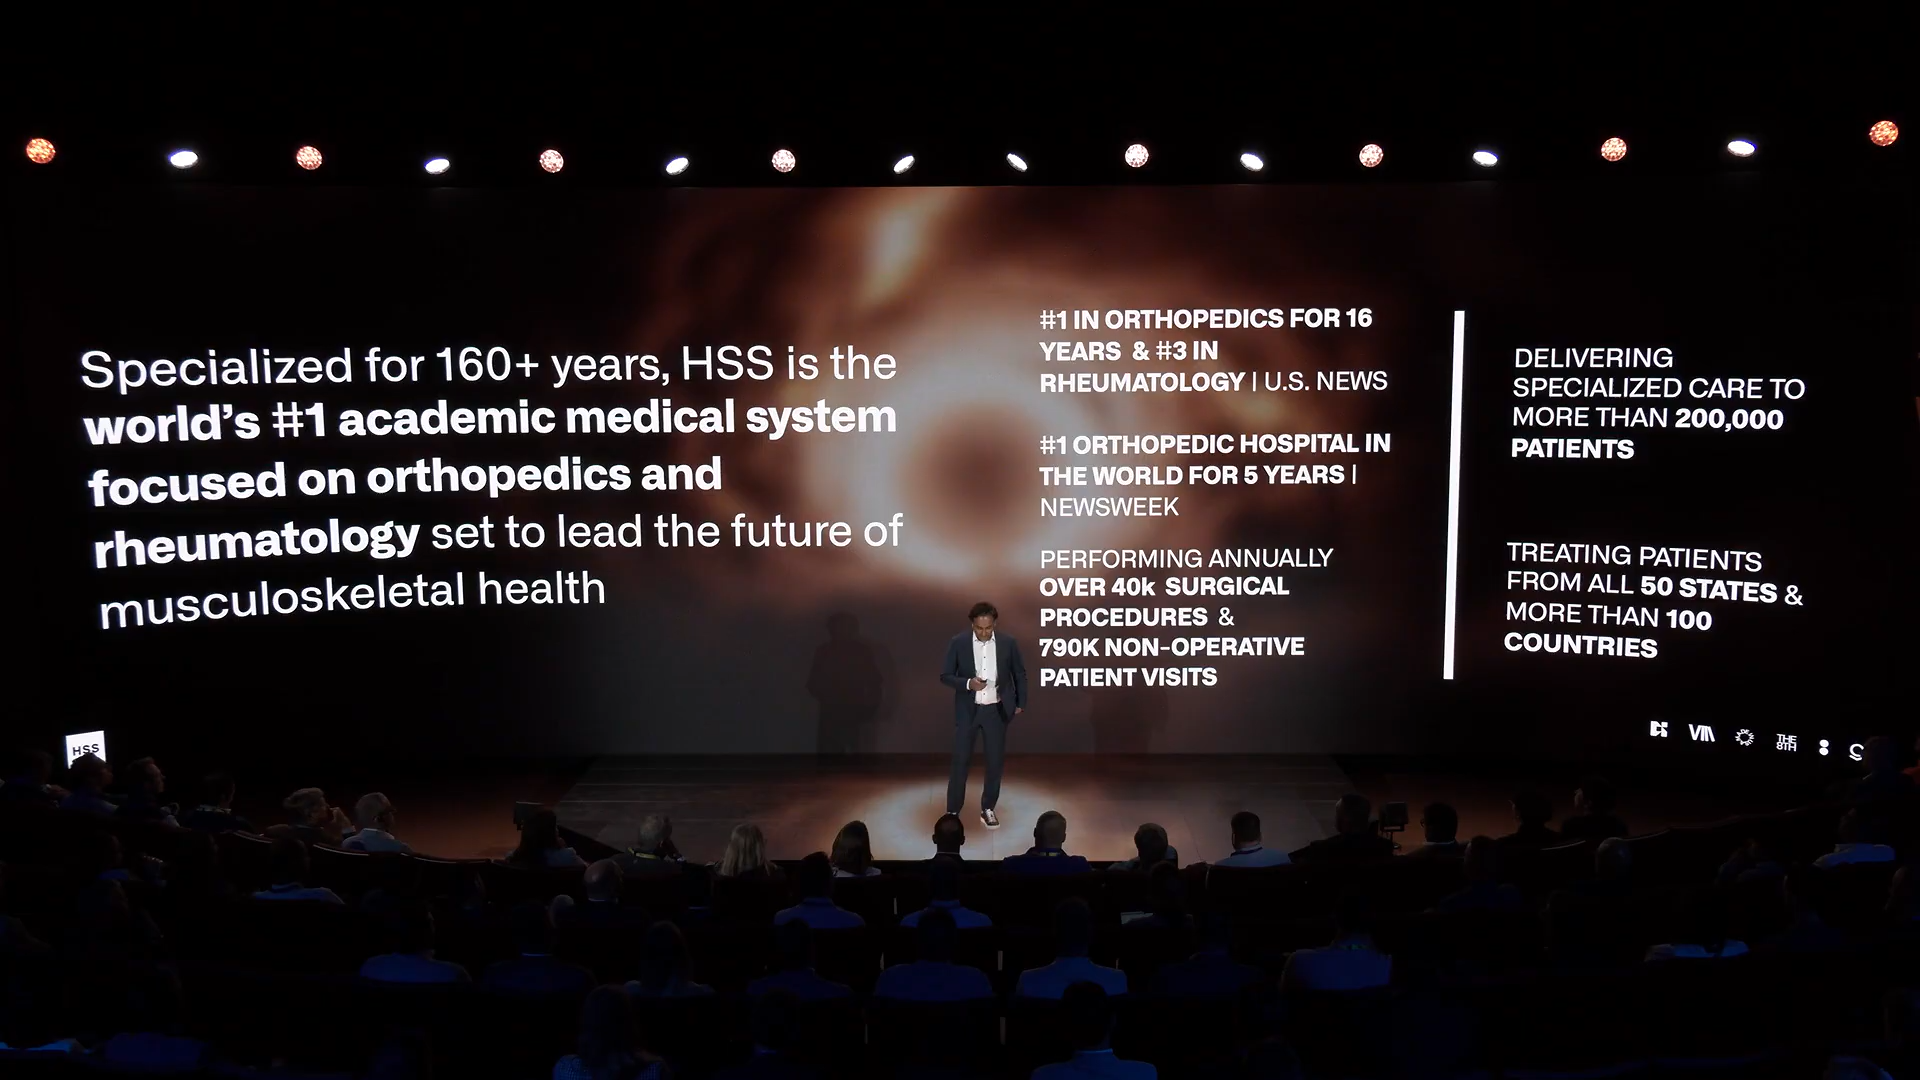 Specialized for 160+ years, HSS is the
world's #1 academic medical system
focused on orthopedics and
rheumatology set to lead the future of
musculoskeletal health
#1 IN ORTHOPEDICS FOR 16
YEARS & #3 IN
RHEUMATOLOGY | U.S. NEWS
#1 ORTHOPEDIC HOSPITAL IN
THE WORLD FOR 5 YEARS |
NEWSWEEK
PERFORMING ANNUALLY
OVER 40k SURGICAL
PROCEDURES &
790K NON-OPERATIVE
PATIENT VISITS
DELIVERING
SPECIALIZED CARE TO
MORE THAN 200,000
PATIENTS
TREATING PATIENTS
FROM ALL 50 STATES &
MORE THAN 100
COUNTRIES
HSS
THE
8TH